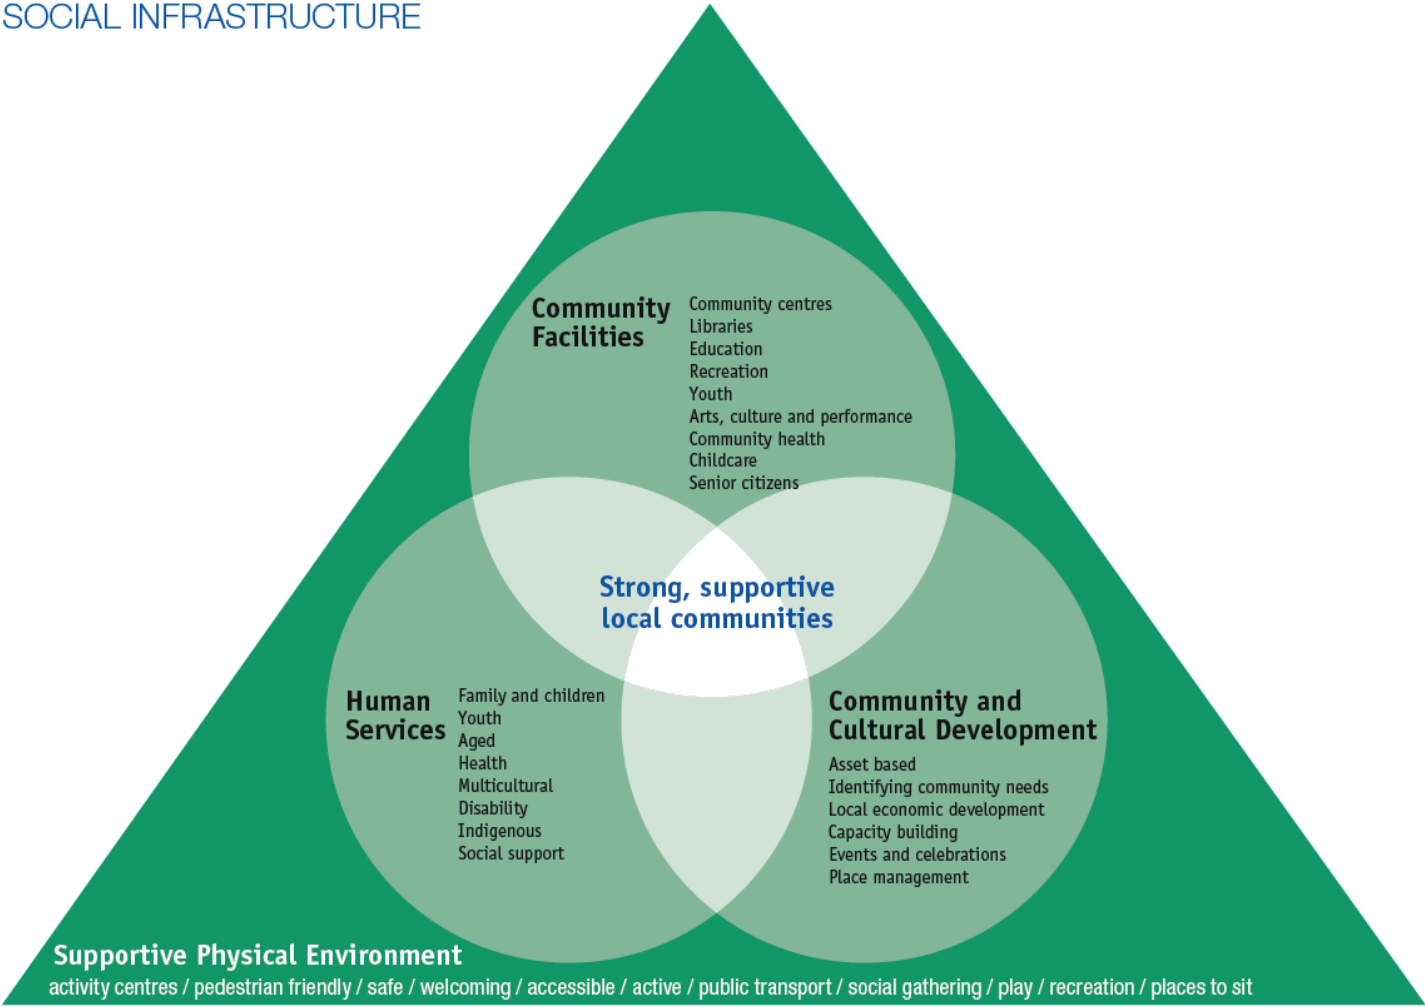 SOCIAL INFRASTRUCTURE
Community
Facilities
Community centres
Libraries
Education
Recreation
Youth
Arts, culture and performance
Community health
Childcare
Senior citizens
Strong, supportive
local communities
Human
Services
Family and children
Youth
Aged
Health
Multicultural
Disability
Indigenous
Social support
Community and
Cultural Development
Asset based
Identifying community needs
Local economic development
Capacity building
Events and celebrations
Place management
Supportive Physical Environment
activity centres / pedestrian friendly / safe / welcoming / accessible / active / public transport / social gathering / play / recreation / places to sit